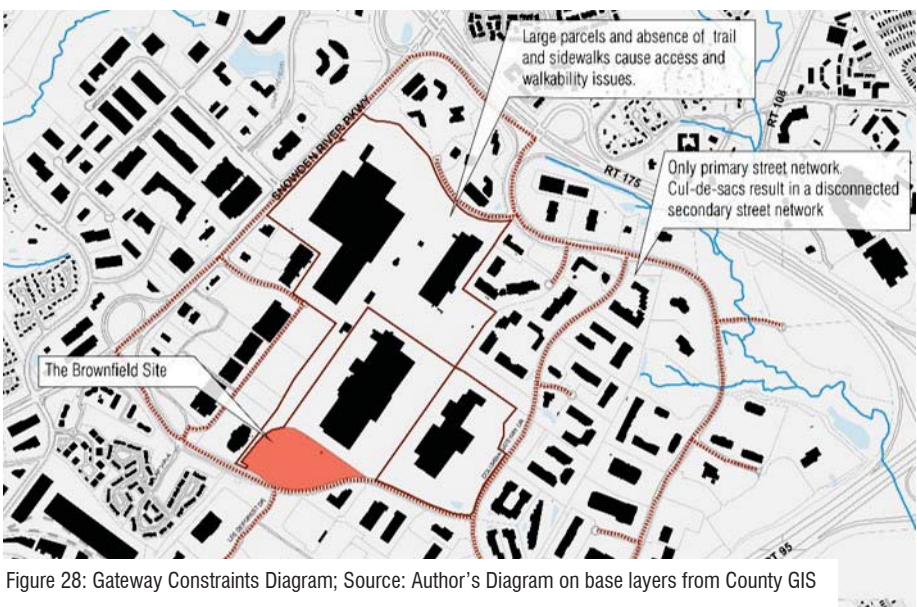 Large parcels and absence of trail
and sidewalks cause access and
walkability issues.
SNOWDEN RIVER PKWY
RT 108
RT 175
Only primary street network.
Cul-de-sacs result in a disconnected
secondary street network
The Brownfield Site
RT 95
Figure 28: Gateway Constraints Diagram; Source: Author's Diagram on base layers from County GIS